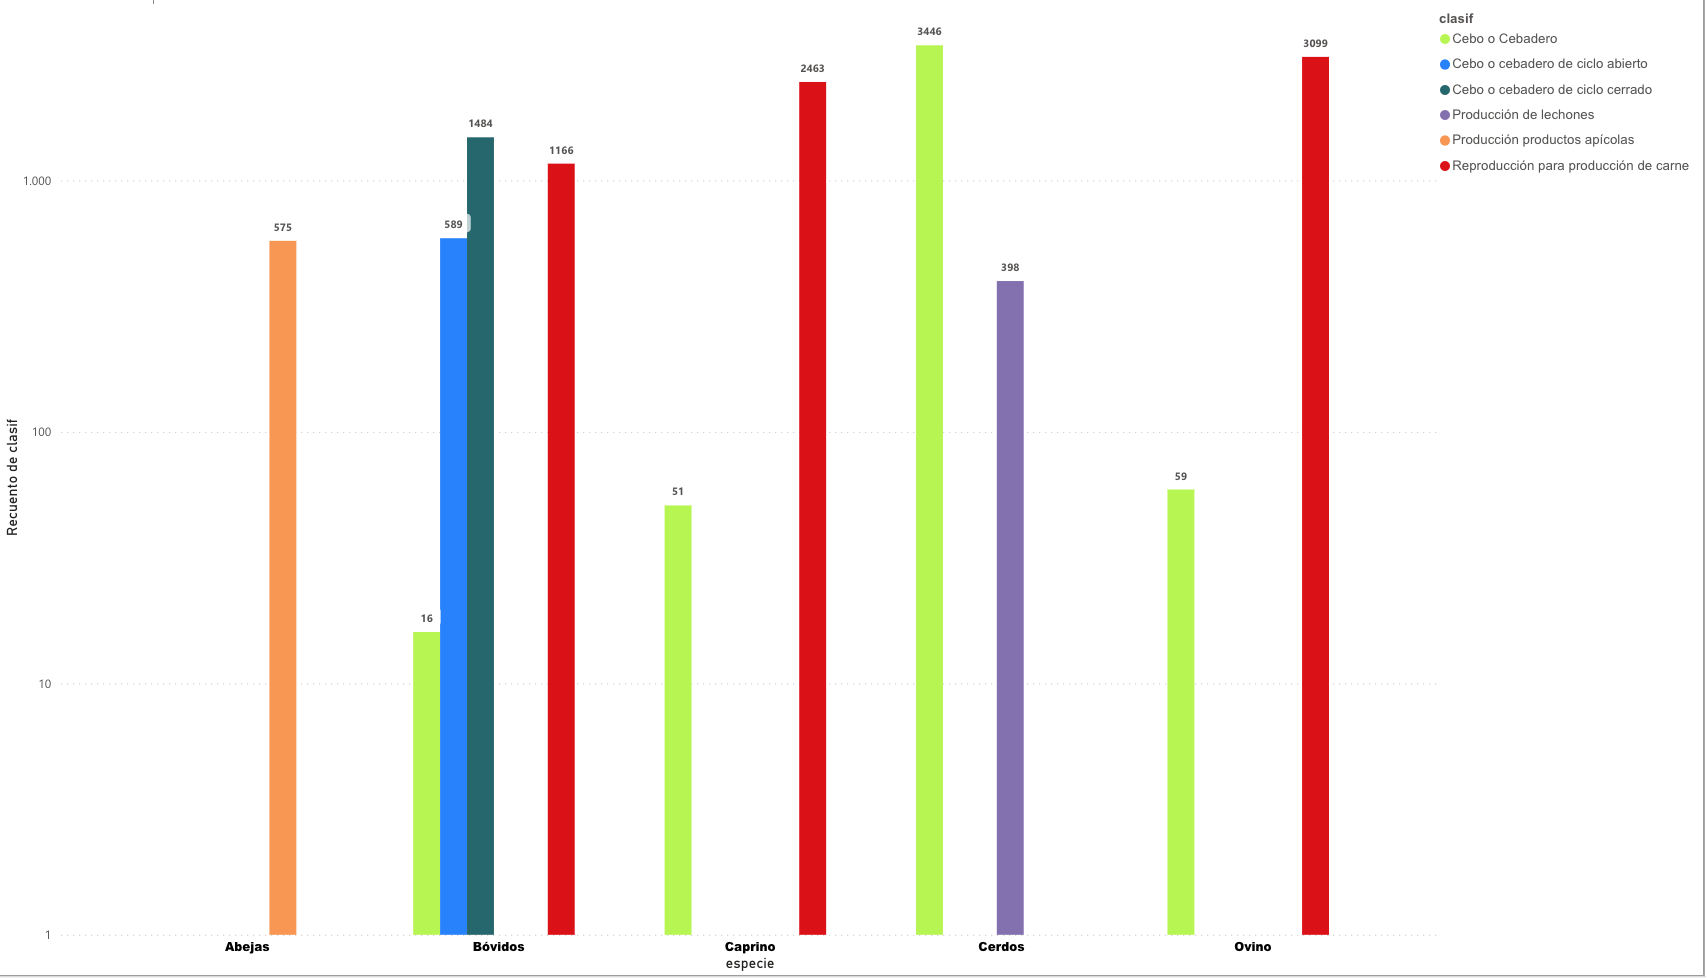 clasif
Cebo o Cebadero
Cebo o cebadero de ciclo abierto
Cebo o cebadero de ciclo cerrado
Producción de lechones
Producción productos apícolas
Reproducción para producción de carne
3446
3099
2463
1484
1166
1.000
575
589
398
100
51
59
16
10
1
Recuento de clasif
Abejas
Bóvidos
Caprino
Cerdos
Ovino
especie